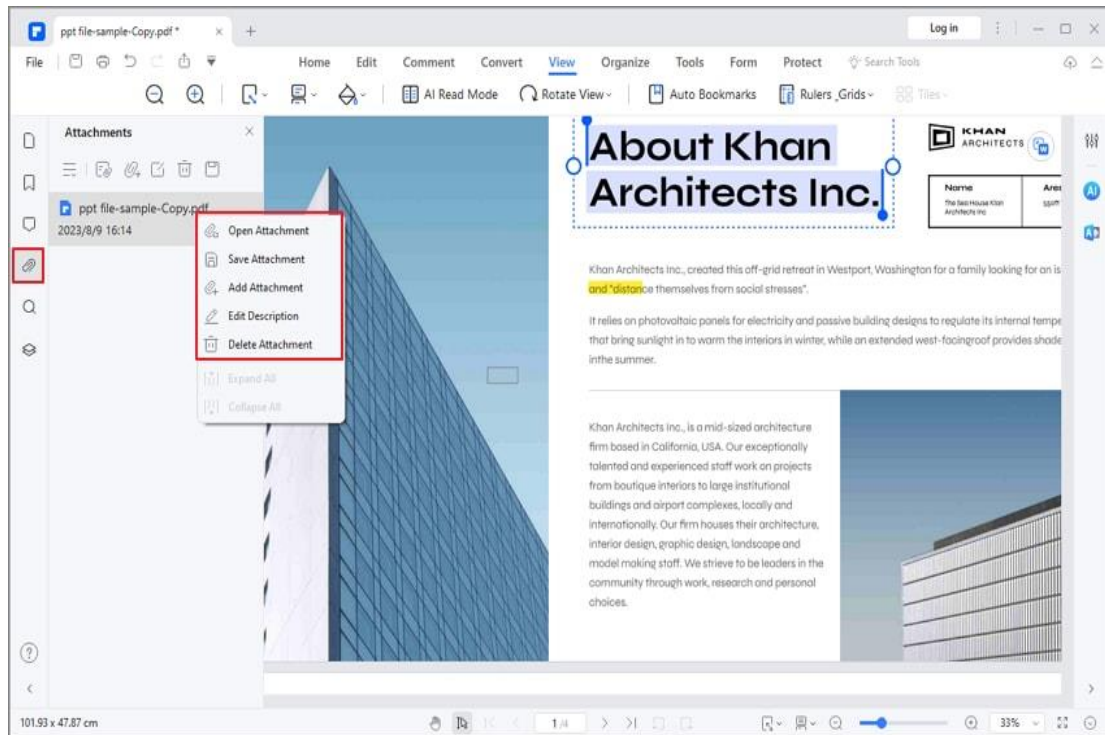 ppt file-sample-Copy.pdf *
Log in
File
Home Edit Comment Convert View Organize Tools Form Protect Search Tools
AI Read Mode Rotate View Auto Bookmarks Rulers _Grids Tiles
Attachments
ppt file-sample-Copy.pdf
2023/8/9 16:14
Open Attachment
Save Attachment
Add Attachment
Edit Description
Delete Attachment
Expand All
Collapse All
About Khan
Architects Inc.
KHAN
ARCHITECTS
Name
The Sea House Klan
Architects Inc
Area
Khan Architects Inc., created this off-grid retreat in Westport, Washington for a family looking for an is
and "distance themselves from social stresses".
It relies on photovoltaic panels for electricity and passive building designs to regulate its internal tempe
that bring sunlight in to warm the interiors in winter, while an extended west-facingroof provides shade
inthe summer.
Khan Architects Inc., is a mid-sized architecture
firm based in California, USA. Our exceptionally
talented and experienced staff work on projects
from boutique interiors to large institutional
buildings and airport complexes, locally and
internationally. Our firm houses their architecture,
interior design, graphic design, landscape and
model making staff. We strieve to be leaders in the
community through work, research and personal
choices.
101.93 x 47.87 cm
1/4
33%